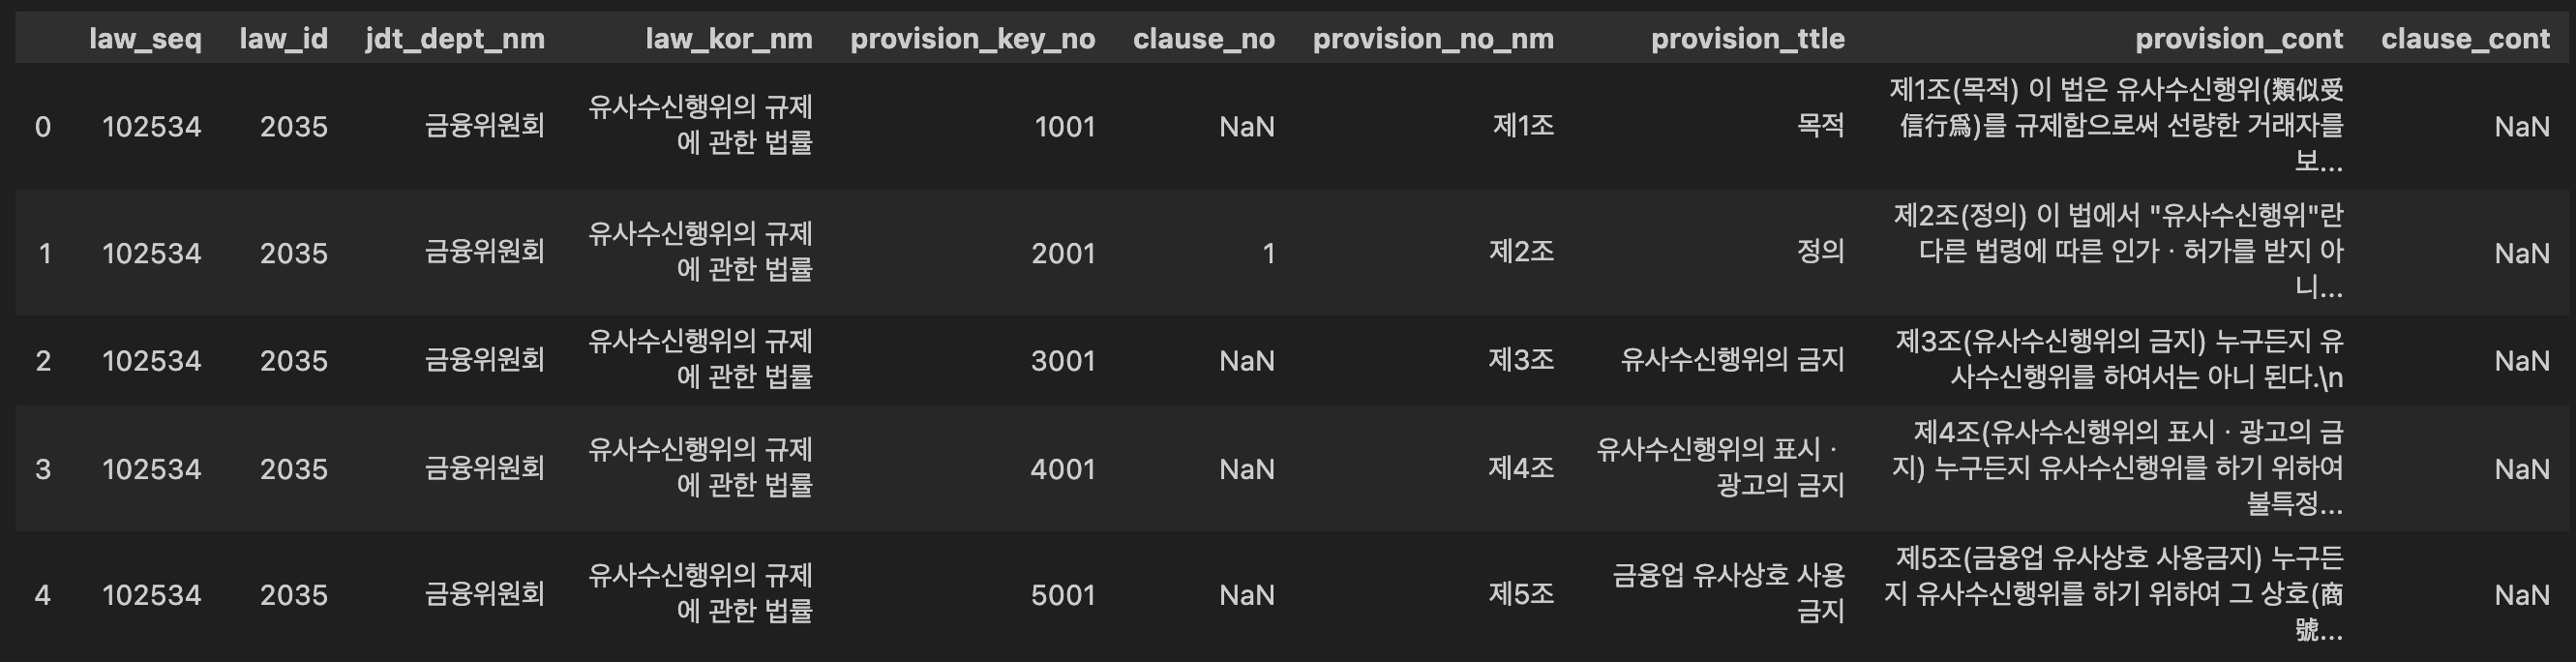 law_seq law_id jdt_dept_nm law_kor_nm provision_key_no clause_no provision_no_nm provision_ttle provision_cont clause_cont
0 102534 2035 금융위원회 유사수신행위의 규제
에 관한 법률 1001 NaN 제1조 목적 제1조(목적) 이 법은 유사수신행위(類似受
信行爲)를 규제함으로써 선량한 거래자를
보...
NaN
1 102534 2035 금융위원회 유사수신행위의 규제
에 관한 법률 2001 1 제2조 정의 제2조(정의) 이 법에서 "유사수신행위"란
다른 법령에 따른 인가ㆍ허가를 받지 아
니...
NaN
2 102534 2035 금융위원회 유사수신행위의 규제
에 관한 법률 3001 NaN 제3조 유사수신행위의 금지 제3조(유사수신행위의 금지) 누구든지 유
사수신행위를 하여서는 아니 된다.\n
NaN
3 102534 2035 금융위원회 유사수신행위의 규제
에 관한 법률 4001 NaN 제4조 유사수신행위의 표시ㆍ
광고의 금지 제4조(유사수신행위의 표시ㆍ광고의 금
지) 누구든지 유사수신행위를 하기 위하여
불특정...
NaN
4 102534 2035 금융위원회 유사수신행위의 규제
에 관한 법률 5001 NaN 제5조 금융업 유사상호 사용
금지 제5조(금융업 유사상호 사용금지) 누구든
지 유사수신행위를 하기 위하여 그 상호(商
號...
NaN